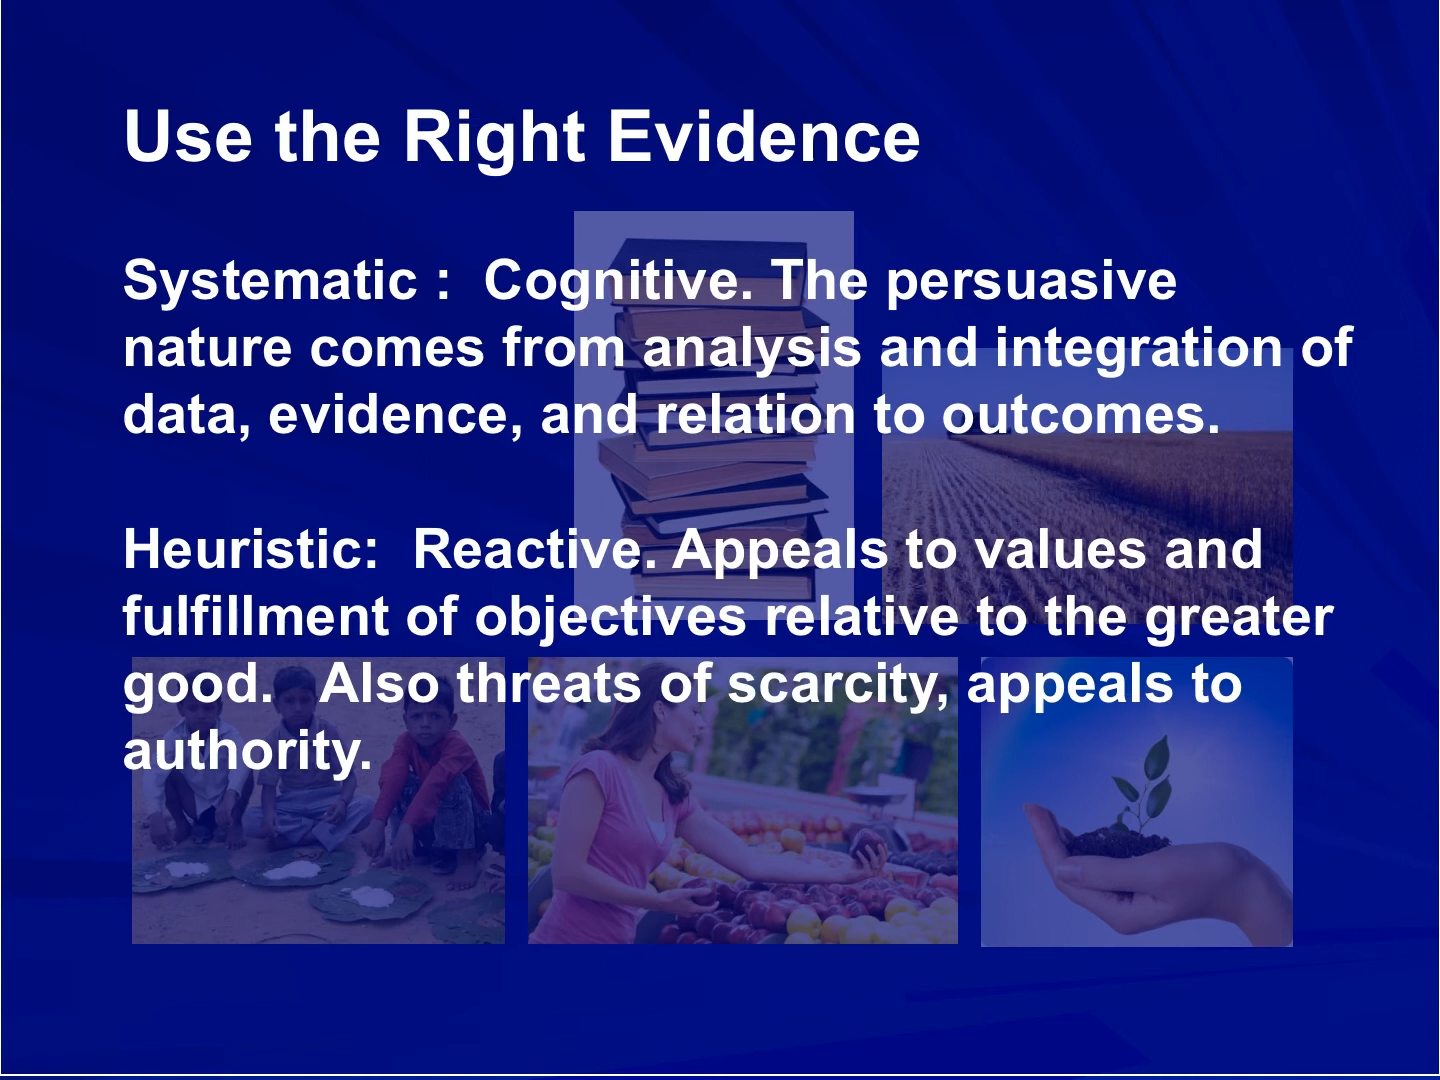 Use the Right Evidence
Systematic :  Cognitive. The persuasive
nature comes from analysis and integration of
data, evidence, and relation to outcomes.
Heuristic:  Reactive. Appeals to values and
fulfillment of objectives relative to the greater
good.   Also threats of scarcity, appeals to
authority.